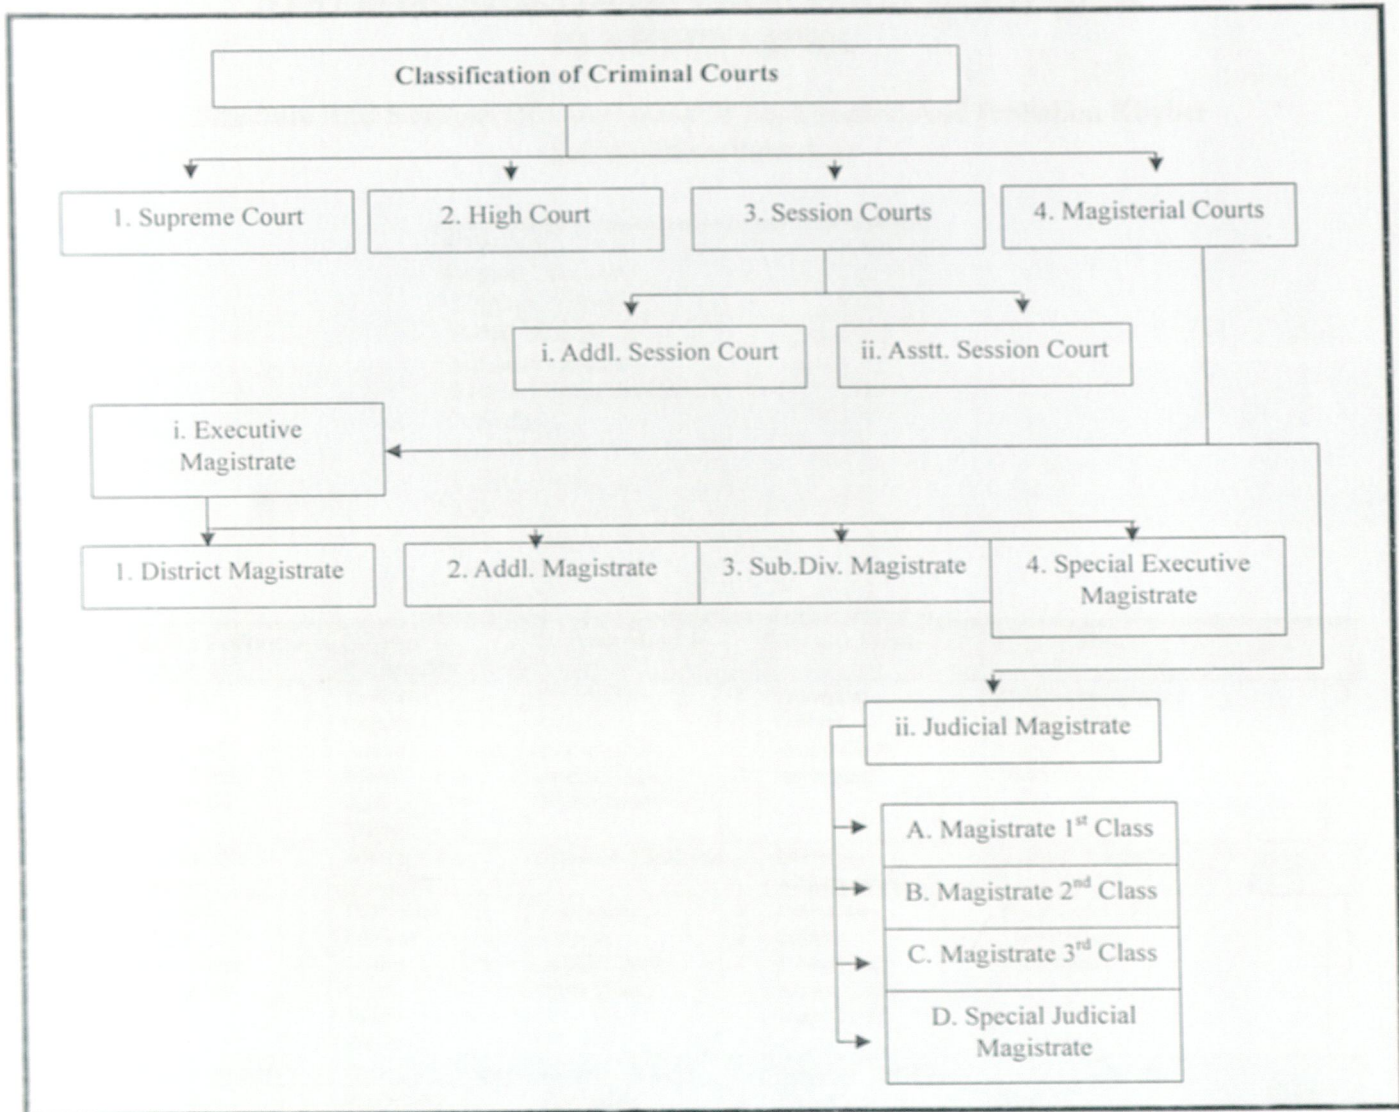 Classification of Criminal Courts
1. Supreme Court
2. High Court
3. Session Courts
4. Magisterial Courts
i. Addl. Session Court
ii. Asstt. Session Court
i. Executive
Magistrate
1. District Magistrate
2. Addl. Magistrate
3. Sub.Div. Magistrate
4. Special Executive
Magistrate
ii. Judicial Magistrate
A. Magistrate 1st Class
B. Magistrate 2nd Class
C. Magistrate 3rd Class
D. Special Judicial
Magistrate